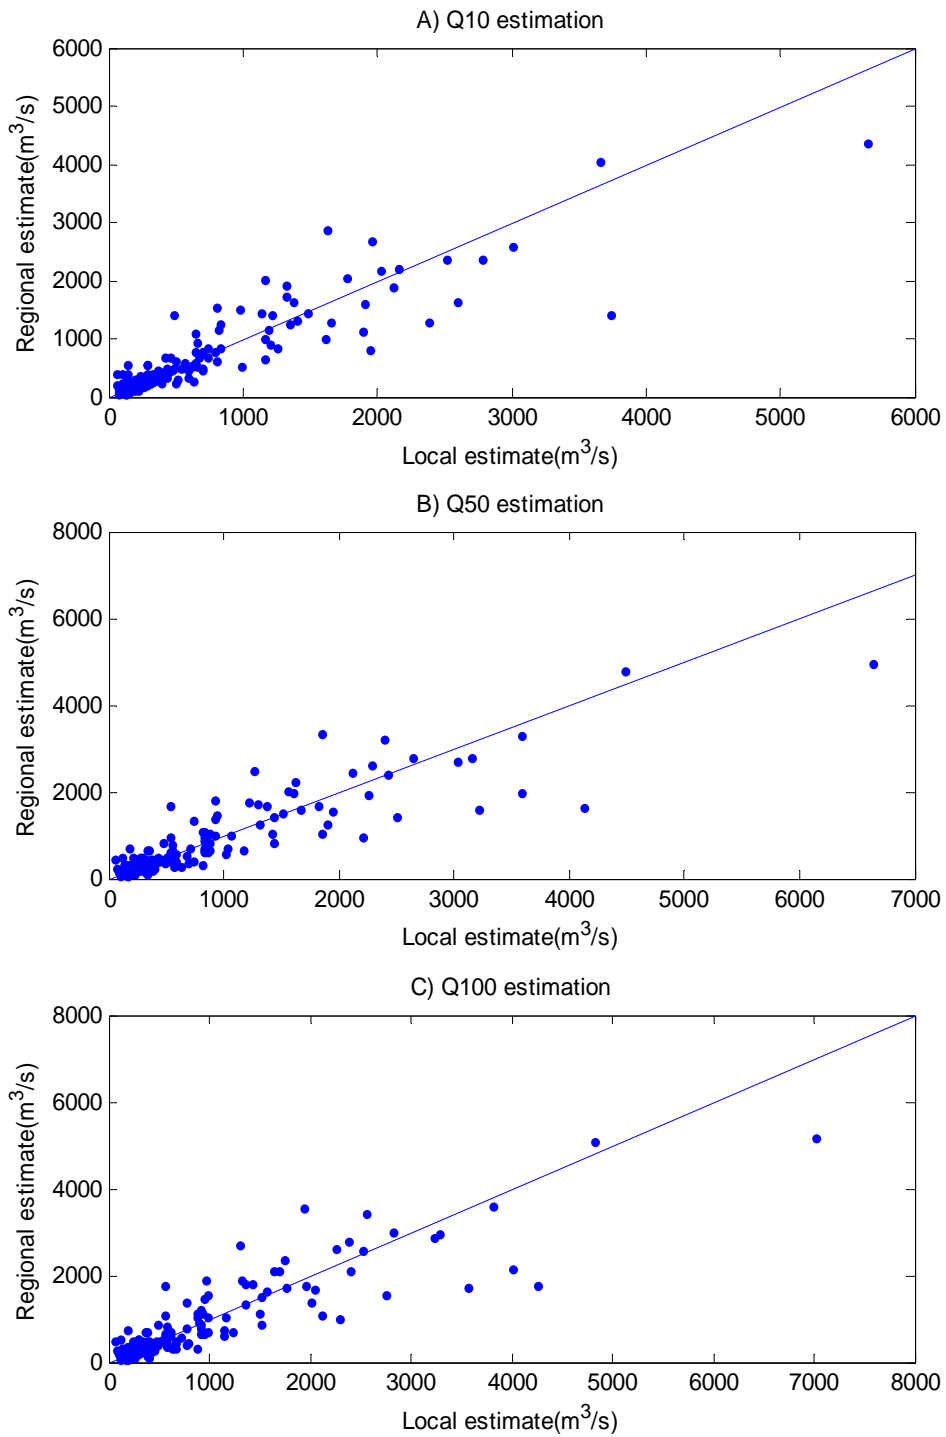 A) Q10 estimation
6000
5000
4000
3000
2000
1000
0
Regional estimate(m³/s)
0 1000 2000 3000 4000 5000 6000
Local estimate(m³/s)
B) Q50 estimation
8000
6000
4000
2000
0
Regional estimate(m³/s)
0 1000 2000 3000 4000 5000 6000 7000
Local estimate(m³/s)
C) Q100 estimation
8000
6000
4000
2000
0
Regional estimate(m³/s)
0 1000 2000 3000 4000 5000 6000 7000 8000
Local estimate(m³/s)